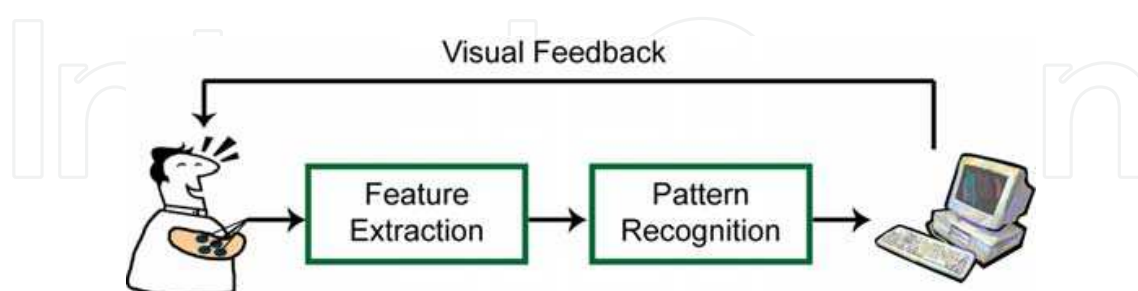 Visual Feedback
Feature
Extraction
Pattern
Recognition